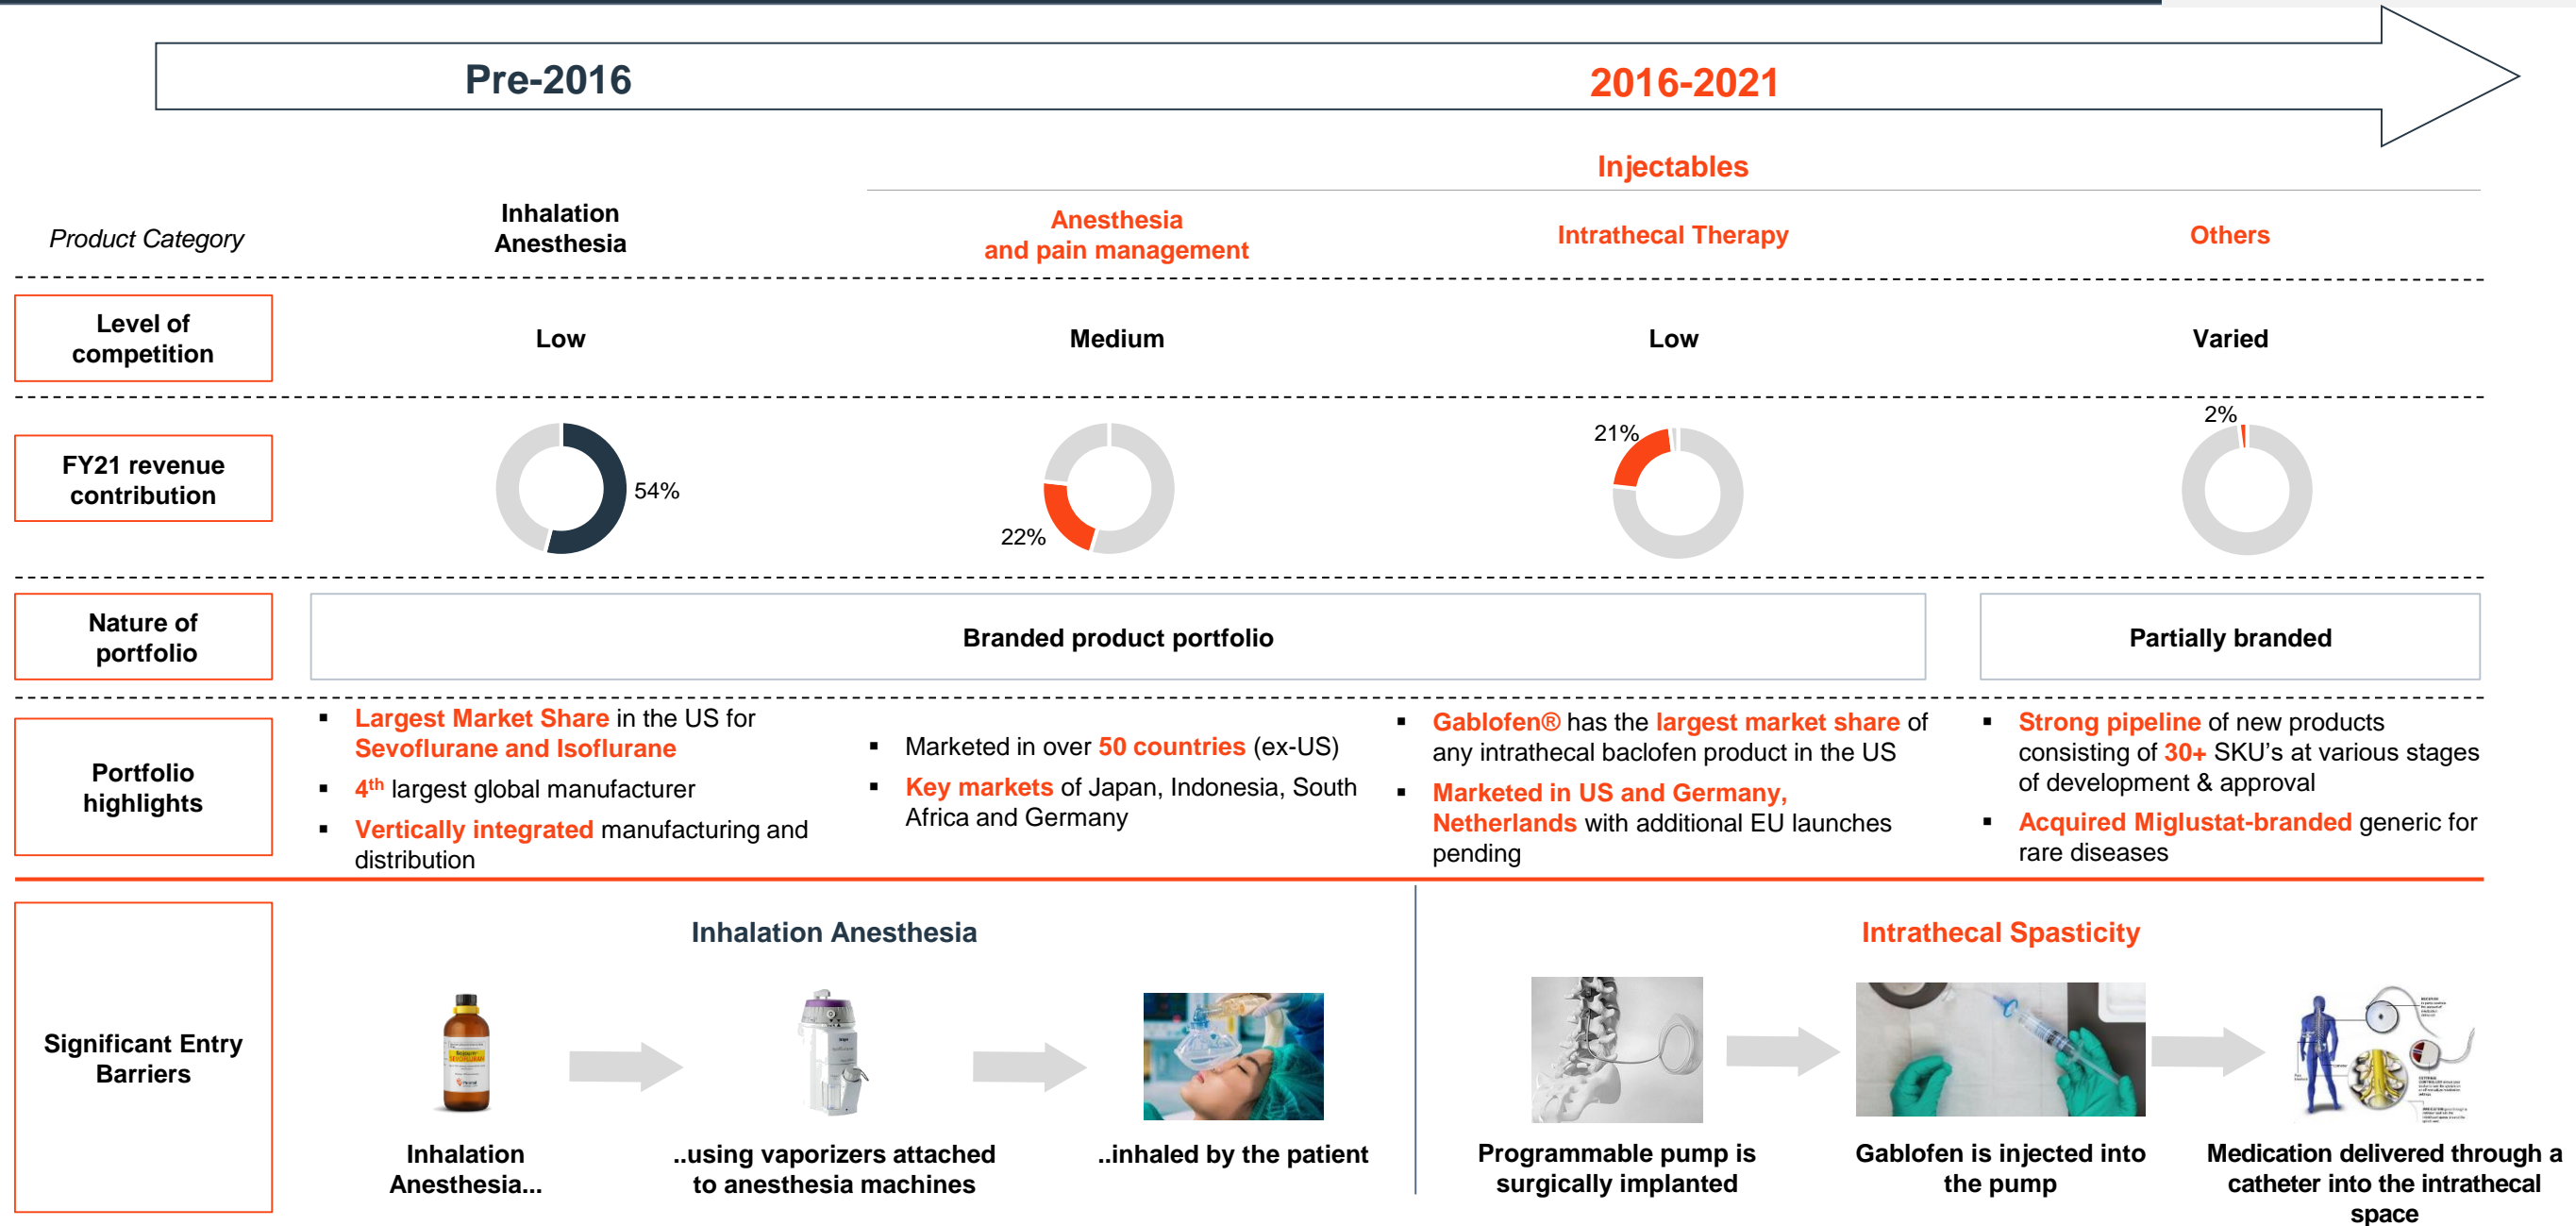 Pre-2016
2016-2021
Injectables
Product Category
Inhalation
Anesthesia
Anesthesia
and pain management
Intrathecal Therapy
Others
Level of
competition
Low
Medium
Low
Varied
FY21 revenue
contribution
54%
22%
21%
2%
Nature of
portfolio
Branded product portfolio
Partially branded
Portfolio
highlights
▪ Largest Market Share in the US for
Sevoflurane and Isoflurane
▪ 4th largest global manufacturer
▪ Vertically integrated manufacturing and
distribution
▪ Marketed in over 50 countries (ex-US)
▪ Key markets of Japan, Indonesia, South
Africa and Germany
▪ Gablofen® has the largest market share of
any intrathecal baclofen product in the US
▪ Marketed in US and Germany,
Netherlands with additional EU launches
pending
▪ Strong pipeline of new products
consisting of 30+ SKU's at various stages
of development & approval
▪ Acquired Miglustat-branded generic for
rare diseases
Significant Entry
Barriers
Inhalation Anesthesia
Inhalation
Anesthesia...
..using vaporizers attached
to anesthesia machines
..inhaled by the patient
Intrathecal Spasticity
Programmable pump is
surgically implanted
Gablofen is injected into
the pump
Medication delivered through a
catheter into the intrathecal
space